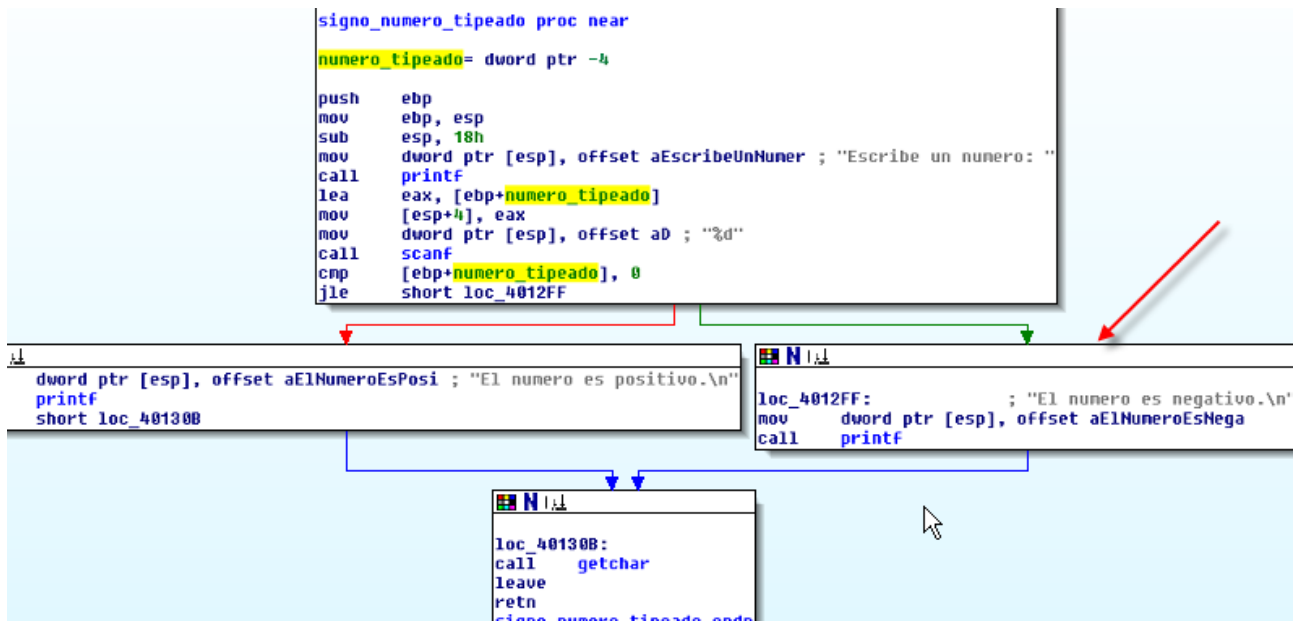 signo_numero_tipeado proc near
numero_tipeado= dword ptr -4
push ebp
mov ebp, esp
sub esp, 18h
mov dword ptr [esp], offset aEscribeUnNumer ; "Escribe un numero: "
call printf
lea eax, [ebp+numero_tipeado]
mov [esp+4], eax
mov dword ptr [esp], offset aD ; "%d"
call scanf
cmp [ebp+numero_tipeado], 0
jle short loc_4012FF
dword ptr [esp], offset aElNumeroEsPosi ; "El numero es positivo.\n"
printf
short loc_40130B
N
loc_4012FF: ; "El numero es negativo.\n"
mov dword ptr [esp], offset aElNumeroEsNega
call printf
N
loc_40130B:
call getchar
leave
retn
signo_numero_tipeado endp